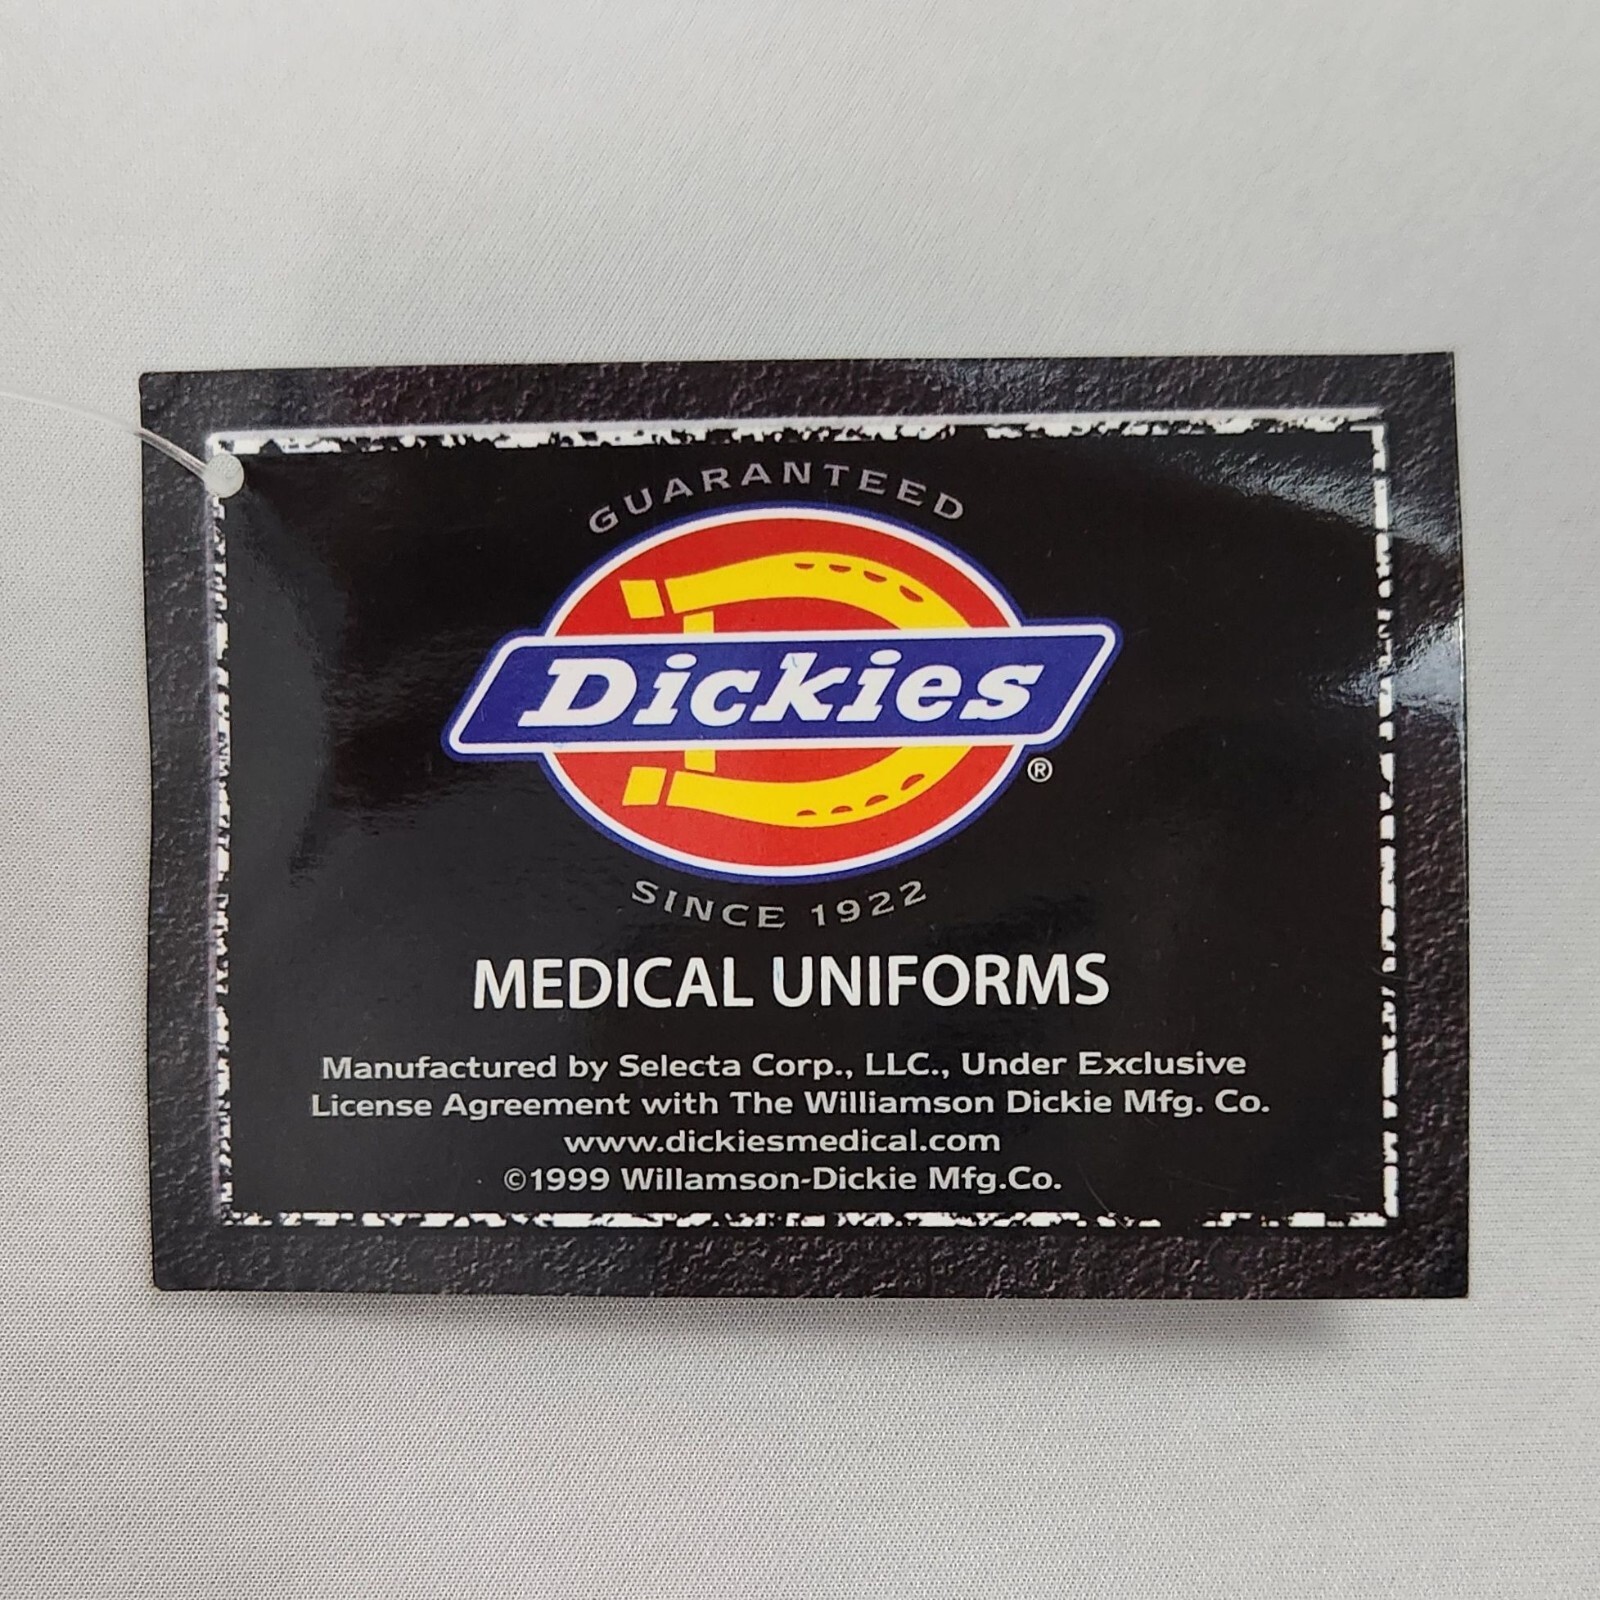 GUARANTEED
Dickies
®
SINCE 1922
MEDICAL UNIFORMS
Manufactured by Selecta Corp., LLC., Under Exclusive
License Agreement with The Williamson Dickie Mfg. Co.
www.dickiesmedical.com
©1999 Willamson-Dickie Mfg.Co.